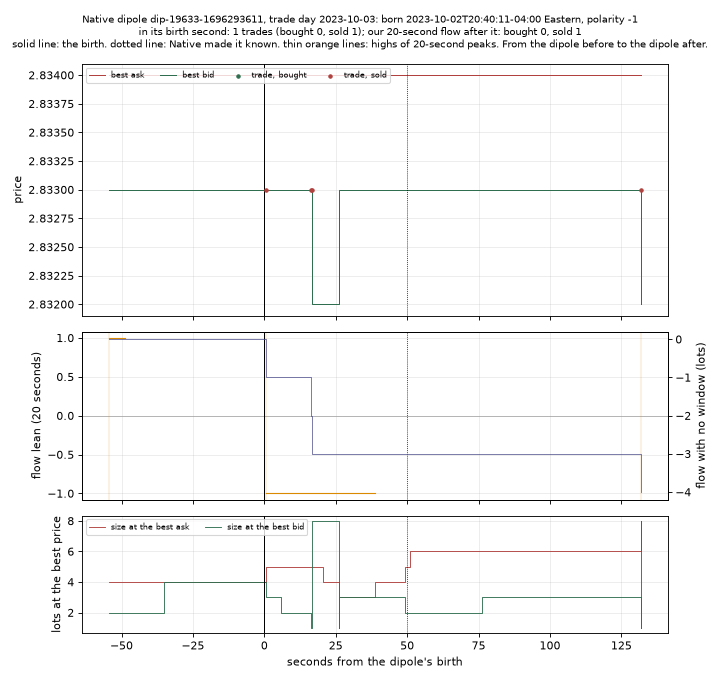 Native dipole dip-19633-1696293611, trade day 2023-10-03: born 2023-10-02T20:40:11-04:00 Eastern, polarity -1
in its birth second: 1 trades (bought 0, sold 1); our 20-second flow after it: bought 0, sold 1
solid line: the birth. dotted line: Native made it known. thin orange lines: highs of 20-second peaks. From the dipole before to the dipole after.
best ask best bid trade, bought trade, sold
2.83400
2.83375
2.83350
2.83325
2.83300
2.83275
2.83250
2.83225
2.83200
price
1.0
0.5
0.0
−0.5
−1.0
flow lean (20 seconds)
0
−1
−2
−3
−4
flow with no window (lots)
size at the best ask size at the best bid
8
6
4
2
lots at the best price
−50 −25 0 25 50 75 100 125
seconds from the dipole's birth